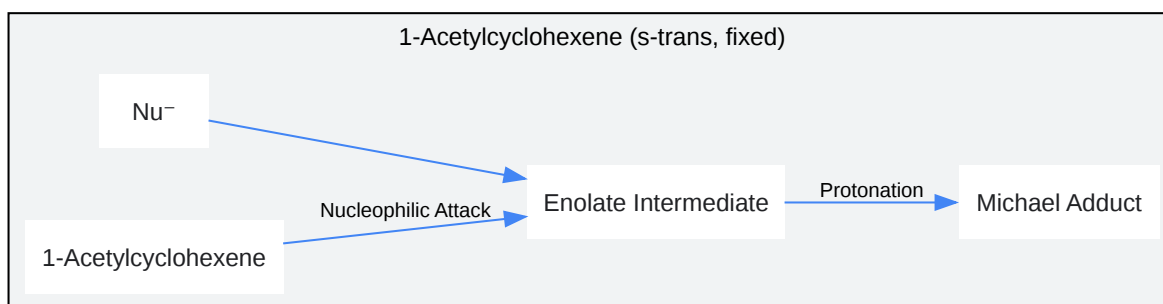 1-Acetylcyclohexene (s-trans, fixed)
Nu⁻
Nucleophilic Attack
1-Acetylcyclohexene
Enolate Intermediate
Protonation
Michael Adduct